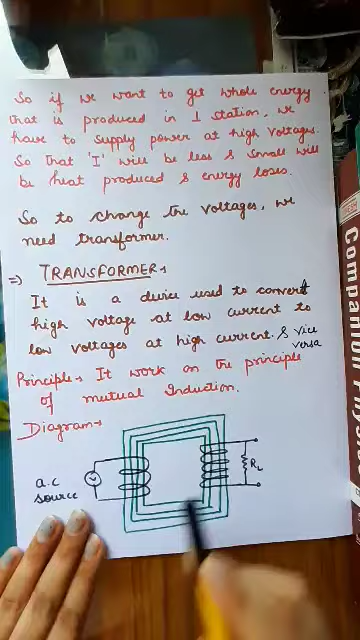 So if we want to get whole energy
that is produced in 1 station, we
have to supply power at high voltages.
So that 'I' will be less & small will
be heat produced & energy loses.
So to change the voltages, we
need transformer.
⇒ TRANSFORMER→
It is a device used to convert
high voltage at low current to
low voltages at high current. & vice
versa
Principle→ It work on the principle
of mutual Induction.
Diagram→
a.c
source
RL
Companion